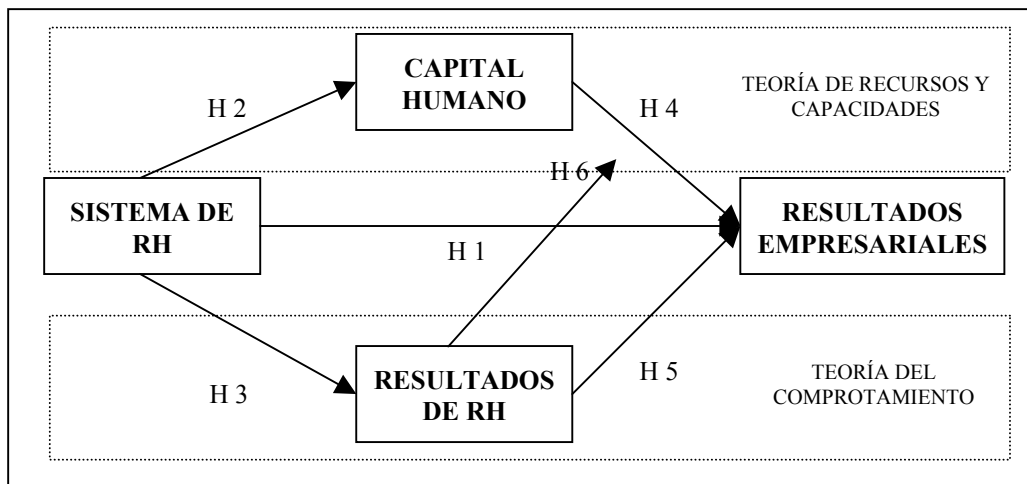 CAPITAL
HUMANO
TEORÍA DE RECURSOS Y
CAPACIDADES
H 2
H 4
H 6
SISTEMA DE
RH
RESULTADOS
EMPRESARIALES
H 1
H 3
RESULTADOS
DE RH
H 5
TEORÍA DEL
COMPROTAMIENTO